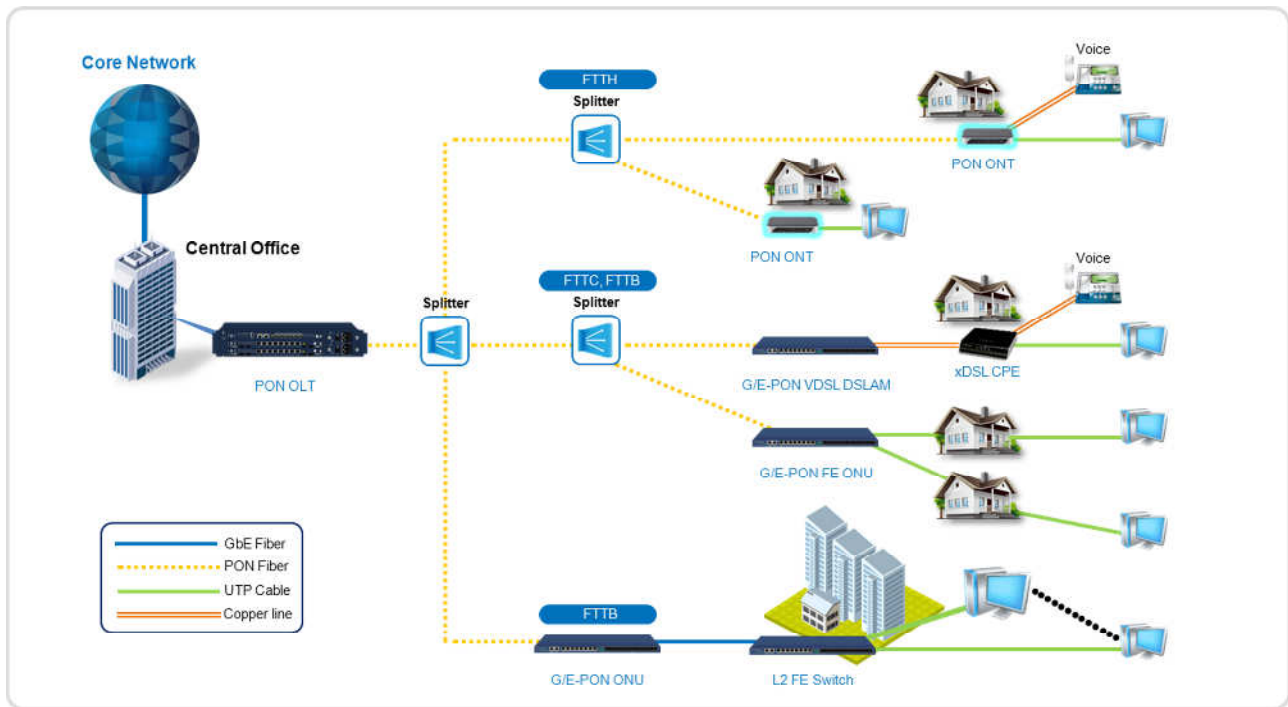 Core Network
FTTH
Splitter
Voice
PON ONT
PON ONT
Central Office
FTTC, FTTB
Splitter
Splitter
Voice
PON OLT
G/E-PON VDSL DSLAM
xDSL CPE
G/E-PON FE ONU
GbE Fiber
PON Fiber
UTP Cable
Copper line
FTTB
G/E-PON ONU
L2 FE Switch